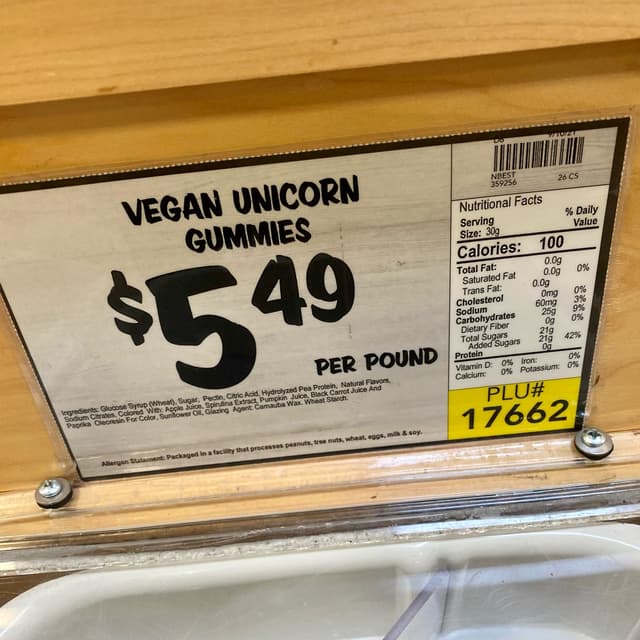 VEGAN UNICORN
GUMMIES
$5 49
PER POUND
Ingredients: Glucose Syrup (Wheat), Sugar, Pectin, Citric Acid, Hydrolyzed Pea Protein, Natural Flavors,
Sodium Citrates, Colored With: Apple Juice, Spirulina Extract, Pumpkin Juice, Black Carrot Juice And
Paprika Oleoresin For Color, Sunflower Oil, Glazing Agent: Carnauba Wax, Wheat Starch.
Allergen Statement: Packaged in a facility that processes peanuts, tree nuts, wheat, eggs, milk & soy.
NBEST
359256 26 CS
Nutritional Facts
Serving
Size: 30g
% Daily
Value
Calories: 100
Total Fat: 0.0g 0%
Saturated Fat 0.0g
Trans Fat: 0.0g
Cholesterol 0mg 0%
Sodium 60mg 3%
Carbohydrates 25g 9%
Dietary Fiber 0g 0%
Total Sugars 21g
Added Sugars 21g 42%
Protein 0g
Vitamin D: 0% Iron: 0%
Calcium: 0% Potassium: 0%
PLU#
17662